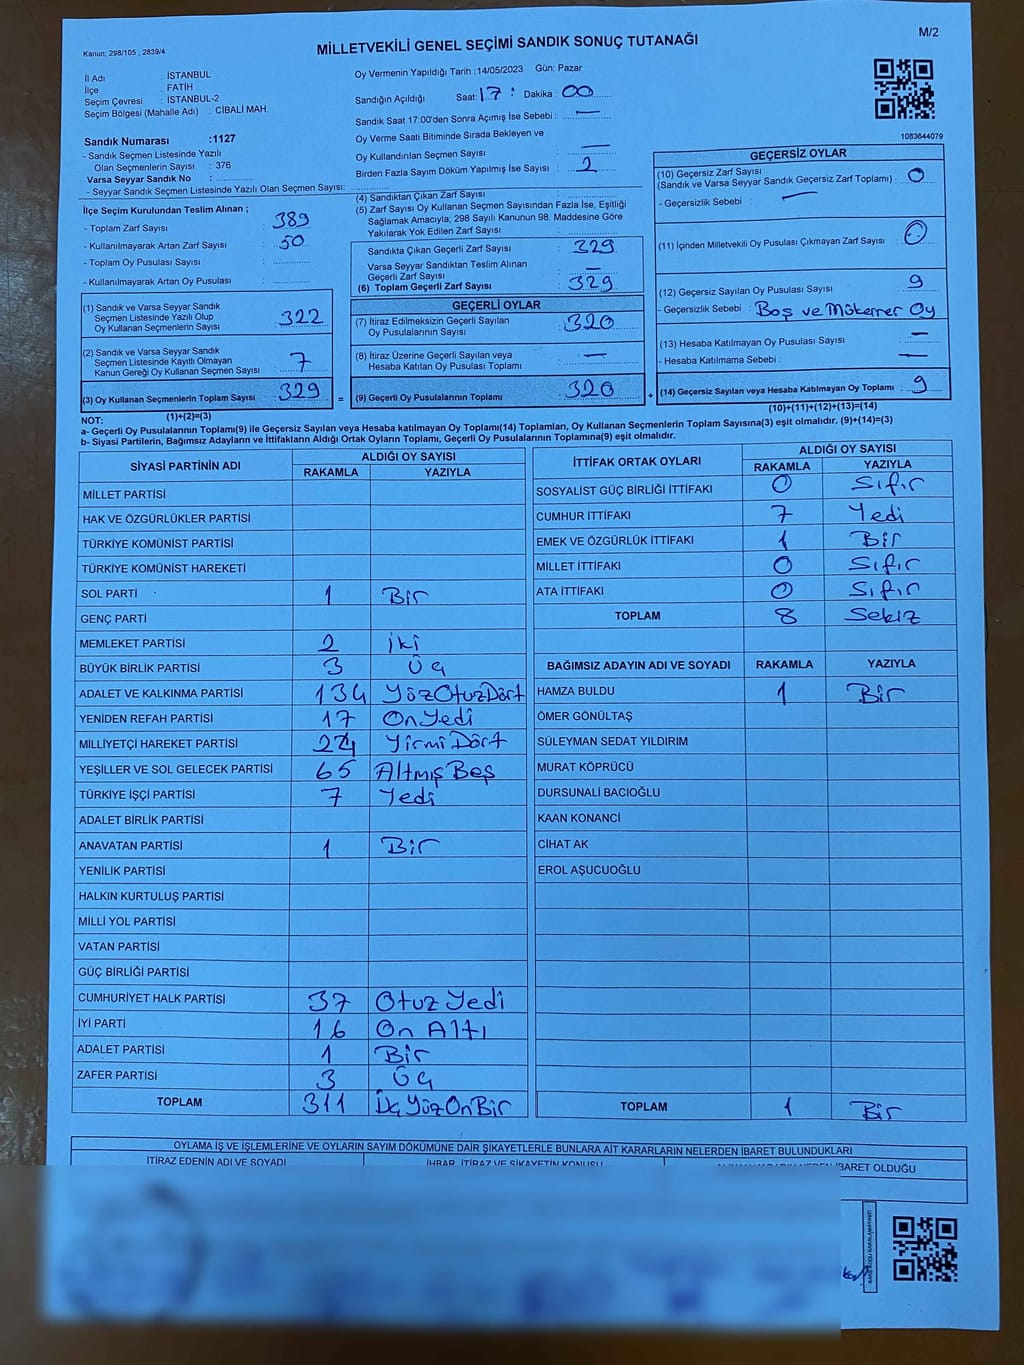 Kanun; 298/105 , 2839/4
MİLLETVEKİLİ GENEL SEÇİMİ SANDIK SONUÇ TUTANAĞI
M/2
İl Adı : İSTANBUL
İlçe : FATİH
Seçim Çevresi : İSTANBUL-2
Seçim Bölgesi (Mahalle Adı) : CİBALİ MAH.
Sandık Numarası :1127
- Sandık Seçmen Listesinde Yazılı
Olan Seçmenlerin Sayısı : 376
Varsa Seyyar Sandık No :
- Seyyar Sandık Seçmen Listesinde Yazılı Olan Seçmen Sayısı:
Oy Vermenin Yapıldığı Tarih :14/05/2023 Gün: Pazar
Sandığın Açıldığı Saat: 17 : Dakika : 00
Sandık Saat 17:00'den Sonra Açımış İse Sebebi : —
Oy Verme Saati Bitiminde Sırada Bekleyen ve
Oy Kullandırılan Seçmen Sayısı —
Birden Fazla Sayım Döküm Yapılmış İse Sayısı : 2
1083644079
İlçe Seçim Kurulundan Teslim Alınan ;
- Toplam Zarf Sayısı : 389
- Kullanılmayarak Artan Zarf Sayısı : 50
- Toplam Oy Pusulası Sayısı :
- Kullanılmayarak Artan Oy Pusulası :
(1) Sandık ve Varsa Seyyar Sandık
Seçmen Listesinde Yazılı Olup
Oy Kullanan Seçmenlerin Sayısı : 322
(2) Sandık ve Varsa Seyyar Sandık
Seçmen Listesinde Kayıtlı Olmayan
Kanun Gereği Oy Kullanan Seçmen Sayısı : 7
(3) Oy Kullanan Seçmenlerin Toplam Sayısı : 329
(1)+(2)=(3)
(4) Sandıktan Çıkan Zarf Sayısı :
(5) Zarf Sayısı Oy Kullanan Seçmen Sayısından Fazla İse, Eşitliği
Sağlamak Amacıyla; 298 Sayılı Kanunun 98. Maddesine Göre
Yakılarak Yok Edilen Zarf Sayısı :
Sandıkta Çıkan Geçerli Zarf Sayısı : 329
Varsa Seyyar Sandıktan Teslim Alınan
Geçerli Zarf Sayısı : —
(6) Toplam Geçerli Zarf Sayısı : 329
GEÇERLİ OYLAR
(7) İtiraz Edilmeksizin Geçerli Sayılan
Oy Pusulalarının Sayısı : 320
(8) İtiraz Üzerine Geçerli Sayılan veya
Hesaba Katılan Oy Pusulası Toplamı : —
= (9) Geçerli Oy Pusulalarının Toplamı : 320
GEÇERSİZ OYLAR
(10) Geçersiz Zarf Sayısı
(Sandık ve Varsa Seyyar Sandık Geçersiz Zarf Toplamı) : 0
- Geçersizlik Sebebi : —
(11) İçinden Milletvekili Oy Pusulası Çıkmayan Zarf Sayısı : 0
(12) Geçersiz Sayılan Oy Pusulası Sayısı : 9
- Geçersizlik Sebebi : Boş ve Mükerrer Oy
(13) Hesaba Katılmayan Oy Pusulası Sayısı : —
- Hesaba Katılmama Sebebi : —
+ (14) Geçersiz Sayılan veya Hesaba Katılmayan Oy Toplamı : 9
(10)+(11)+(12)+(13)=(14)
NOT:
a- Geçerli Oy Pusulasının Toplamı(9) ile Geçersiz Sayılan veya Hesaba katılmayan Oy Toplamı(14) Toplamları, Oy Kullanan Seçmenlerin Toplam Sayısına(3) eşit olmalıdır. (9)+(14)=(3)
b- Siyasi Partilerin, Bağımsız Adayların ve İttifakların Aldığı Ortak Oyların Toplamı, Geçerli Oy Pusulalarının Toplamına(9) eşit olmalıdır.
SİYASİ PARTİNİN ADI ALDIĞI OY SAYISI
RAKAMLA YAZIYLA
MİLLET PARTİSİ
HAK VE ÖZGÜRLÜKLER PARTİSİ
TÜRKİYE KOMÜNİST PARTİSİ
TÜRKİYE KOMÜNİST HAREKETİ
SOL PARTİ 1 Bir
GENÇ PARTİ
MEMLEKET PARTİSİ 2 İki
BÜYÜK BİRLİK PARTİSİ 3 Üç
ADALET VE KALKINMA PARTİSİ 134 YüzOtuzDört
YENİDEN REFAH PARTİSİ 17 OnYedi
MİLLİYETÇİ HAREKET PARTİSİ 24 YirmiDört
YEŞİLLER VE SOL GELECEK PARTİSİ 65 AltmışBeş
TÜRKİYE İŞÇİ PARTİSİ 7 Yedi
ADALET BİRLİK PARTİSİ
ANAVATAN PARTİSİ 1 Bir
YENİLİK PARTİSİ
HALKIN KURTULUŞ PARTİSİ
MİLLİ YOL PARTİSİ
VATAN PARTİSİ
GÜÇ BİRLİĞİ PARTİSİ
CUMHURİYET HALK PARTİSİ 37 OtuzYedi
İYİ PARTİ 16 On Altı
ADALET PARTİSİ 1 Bir
ZAFER PARTİSİ 3 Üç
TOPLAM 311 ÜçYüzOnBir
İTTİFAK ORTAK OYLARI ALDIĞI OY SAYISI
RAKAMLA YAZIYLA
SOSYALİST GÜÇ BİRLİĞİ İTTİFAKI 0 Sıfır
CUMHUR İTTİFAKI 7 Yedi
EMEK VE ÖZGÜRLÜK İTTİFAKI 1 Bir
MİLLET İTTİFAKI 0 Sıfır
ATA İTTİFAKI 0 Sıfır
TOPLAM 8 Sekiz
BAĞIMSIZ ADAYIN ADI VE SOYADI RAKAMLA YAZIYLA
HAMZA BULDU 1 Bir
ÖMER GÖNÜLTAŞ
SÜLEYMAN SEDAT YILDIRIM
MURAT KÖPRÜCÜ
DURSUNALİ BACIOĞLU
KAAN KONANCİ
CİHAT AK
EROL AŞUCUOĞLU
TOPLAM 1 Bir
OYLAMA İŞ VE İŞLEMLERİNE VE OYLARIN SAYIM DÖKÜMÜNE DAİR ŞİKAYETLERLE BUNLARA AİT KARARLARIN NELERDEN İBARET BULUNDUKLARI
İTİRAZ EDENİN ADI VE SOYADI İHBAR, İTİRAZ VE ŞİKAYETİN KONUSU İBARET OLDUĞU